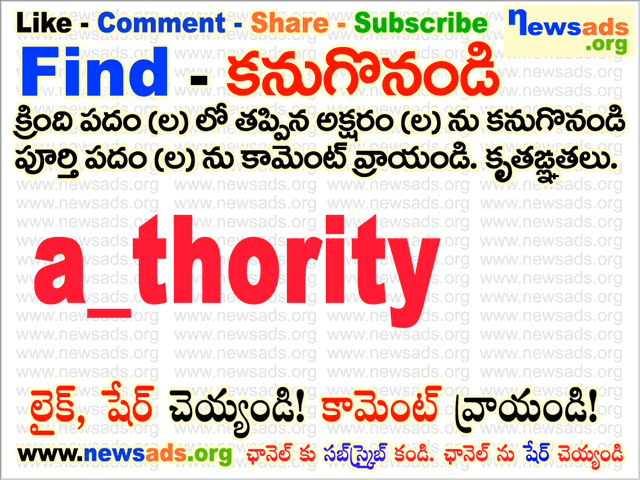 Like - Comment - Share - Subscribe
newsads
.org
Find - కనుగొనండి
క్రింది పదం (ల) లో తప్పిన అక్షరం (ల) ను కనుగొనండి
పూర్తి పదం (ల) ను కామెంట్ వ్రాయండి. కృతఙ్ఞతలు.
a_thority
లైక్, షేర్ చెయ్యండి! కామెంట్ వ్రాయండి!
www.newsads.org ఛానెల్ కు సబ్‌స్క్రైబ్ కండి. ఛానెల్ ను షేర్ చెయ్యండి